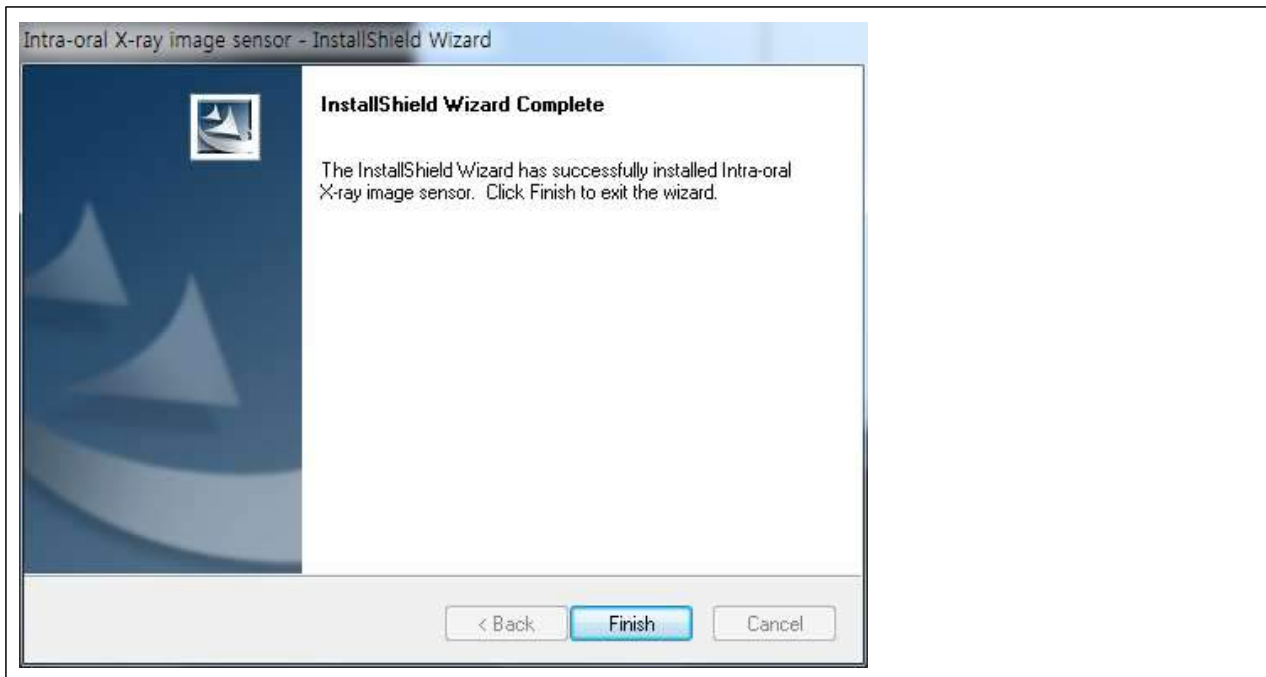 Intra-oral X-ray image sensor - InstallShield Wizard
InstallShield Wizard Complete
The InstallShield Wizard has successfully installed Intra-oral
X-ray image sensor. Click Finish to exit the wizard.
< Back
Finish
Cancel